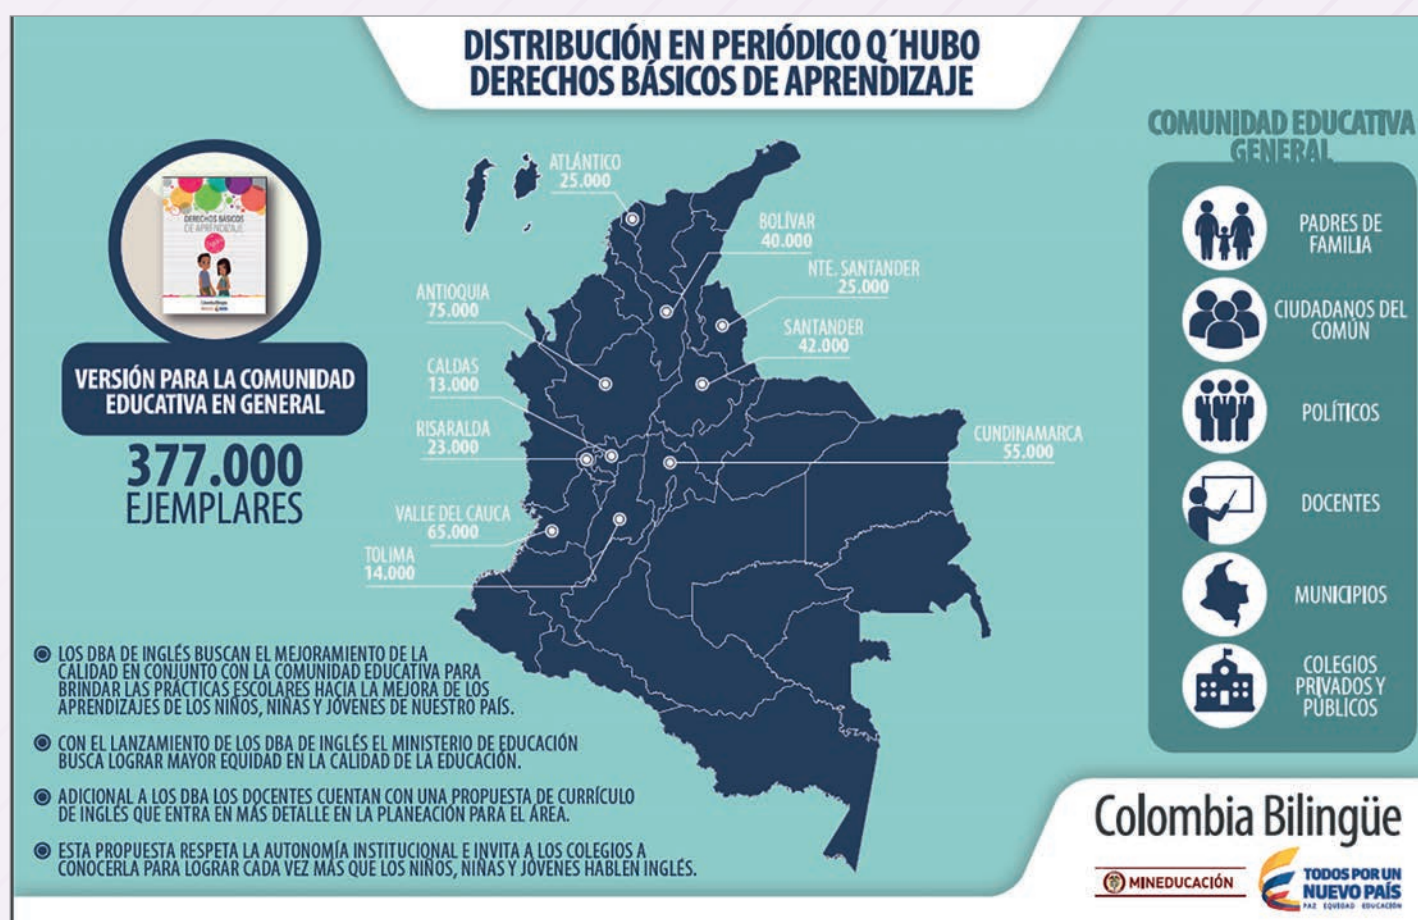 DISTRIBUCIÓN EN PERIÓDICO Q´HUBO
DERECHOS BÁSICOS DE APRENDIZAJE
DERECHOS BÁSICOS
DE APRENDIZAJE
VERSIÓN PARA LA COMUNIDAD
EDUCATIVA EN GENERAL
377.000
EJEMPLARES
ATLÁNTICO
25.000
BOLÍVAR
40.000
NTE. SANTANDER
25.000
ANTIOQUIA
75.000
SANTANDER
42.000
CALDAS
13.000
RISARALDA
23.000
CUNDINAMARCA
55.000
VALLE DEL CAUCA
65.000
TOLIMA
14.000
COMUNIDAD EDUCATIVA
GENERAL
PADRES DE
FAMILIA
CIUDADANOS DEL
COMÚN
POLÍTICOS
DOCENTES
MUNICIPIOS
COLEGIOS
PRIVADOS Y
PÚBLICOS
LOS DBA DE INGLÉS BUSCAN EL MEJORAMIENTO DE LA
CALIDAD EN CONJUNTO CON LA COMUNIDAD EDUCATIVA PARA
BRINDAR LAS PRÁCTICAS ESCOLARES HACIA LA MEJORA DE LOS
APRENDIZAJES DE LOS NIÑOS, NIÑAS Y JÓVENES DE NUESTRO PAÍS.
CON EL LANZAMIENTO DE LOS DBA DE INGLÉS EL MINISTERIO DE EDUCACIÓN
BUSCA LOGRAR MAYOR EQUIDAD EN LA CALIDAD DE LA EDUCACIÓN.
ADICIONAL A LOS DBA LOS DOCENTES CUENTAN CON UNA PROPUESTA DE CURRÍCULO
DE INGLÉS QUE ENTRA EN MÁS DETALLE EN LA PLANEACIÓN PARA EL ÁREA.
ESTA PROPUESTA RESPETA LA AUTONOMÍA INSTITUCIONAL E INVITA A LOS COLEGIOS A
CONOCERLA PARA LOGRAR CADA VEZ MÁS QUE LOS NIÑOS, NIÑAS Y JÓVENES HABLEN INGLÉS.
Colombia Bilingüe
MINEDUCACIÓN
TODOS POR UN
NUEVO PAÍS
PAZ EQUIDAD EDUCACIÓN